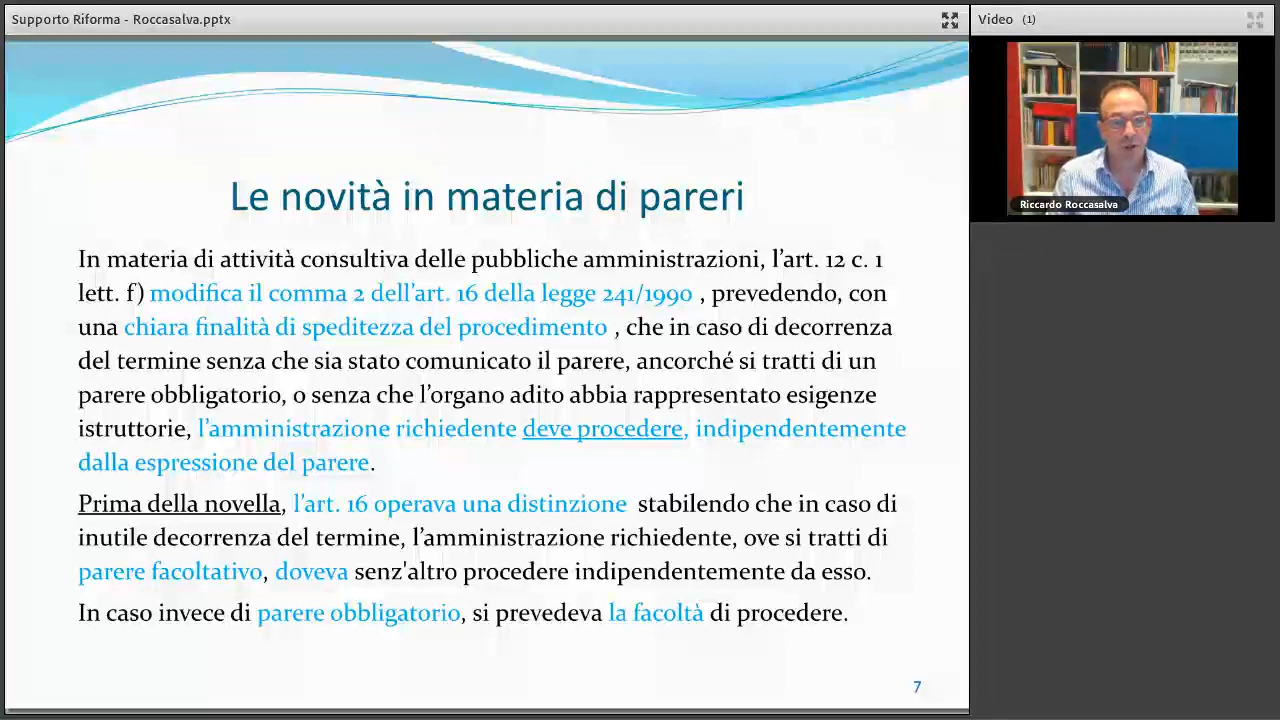 Supporto Riforma - Roccasalva.pptx
Video (1)
Riccardo Roccasalva
Le novità in materia di pareri
In materia di attività consultiva delle pubbliche amministrazioni, l’art. 12 c. 1
lett. f) modifica il comma 2 dell’art. 16 della legge 241/1990 , prevedendo, con
una chiara finalità di speditezza del procedimento , che in caso di decorrenza
del termine senza che sia stato comunicato il parere, ancorché si tratti di un
parere obbligatorio, o senza che l’organo adito abbia rappresentato esigenze
istruttorie, l’amministrazione richiedente deve procedere, indipendentemente
dalla espressione del parere.
Prima della novella, l’art. 16 operava una distinzione stabilendo che in caso di
inutile decorrenza del termine, l’amministrazione richiedente, ove si tratti di
parere facoltativo, doveva senz'altro procedere indipendentemente da esso.
In caso invece di parere obbligatorio, si prevedeva la facoltà di procedere.
7